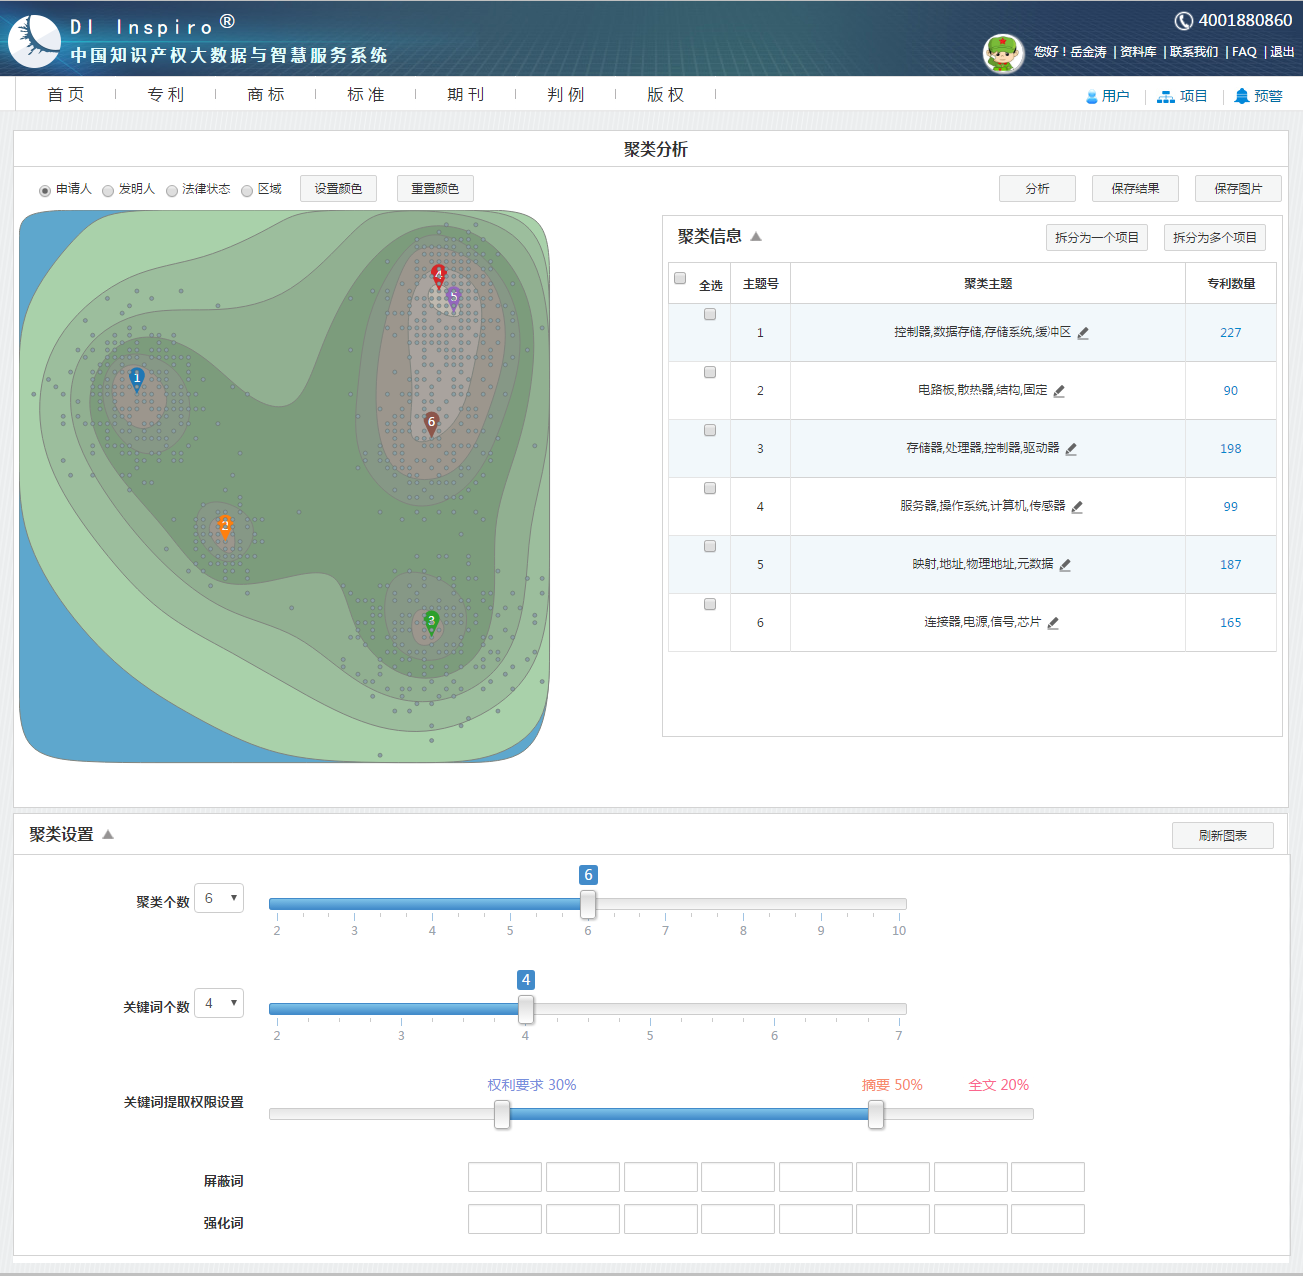 DI Inspiro®
中国知识产权大数据与智慧服务系统
4001880860
您好！岳金涛 | 资料库 | 联系我们 | FAQ | 退出
首 页 | 专 利 | 商 标 | 标 准 | 期 刊 | 判 例 | 版 权 |
用户 | 项目 | 预警
聚类分析
申请人 发明人 法律状态 区域 设置颜色 重置颜色
分析 保存结果 保存图片
4
5
1
6
2
3
聚类信息 拆分为一个项目 拆分为多个项目
全选 主题号 聚类主题 专利数量
1 控制器,数据存储,存储系统,缓冲区 227
2 电路板,散热器,结构,固定 90
3 存储器,处理器,控制器,驱动器 198
4 服务器,操作系统,计算机,传感器 99
5 映射,地址,物理地址,元数据 187
6 连接器,电源,信号,芯片 165
聚类设置 刷新图表
6
聚类个数 6
2 3 4 5 6 7 8 9 10
4
关键词个数 4
2 3 4 5 6 7
权利要求 30% 摘要 50% 全文 20%
关键词提取权限设置
屏蔽词
强化词